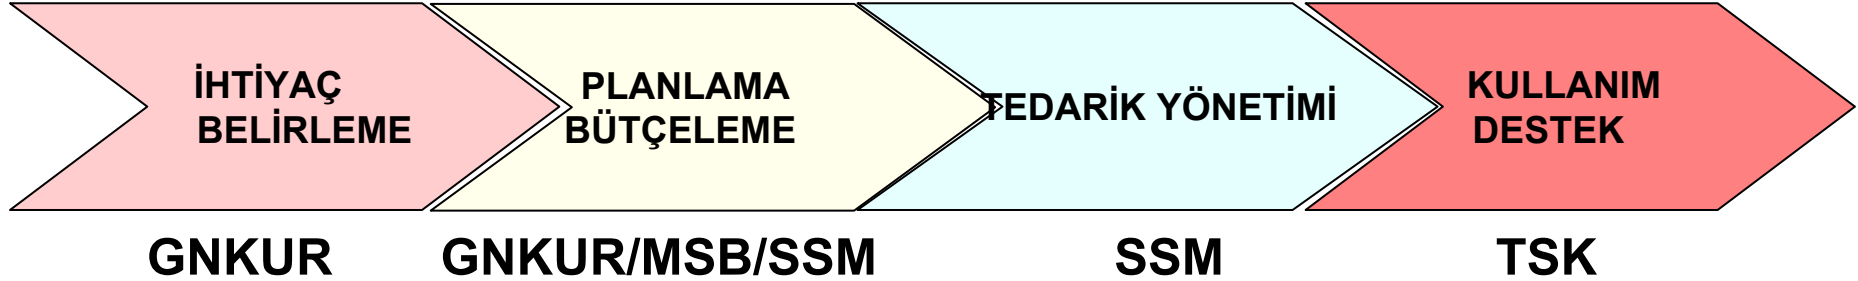 İHTİYAÇ
BELİRLEME
PLANLAMA
BÜTÇELEME
TEDARİK YÖNETİMİ
KULLANIM
DESTEK
GNKUR
GNKUR/MSB/SSM
SSM
TSK